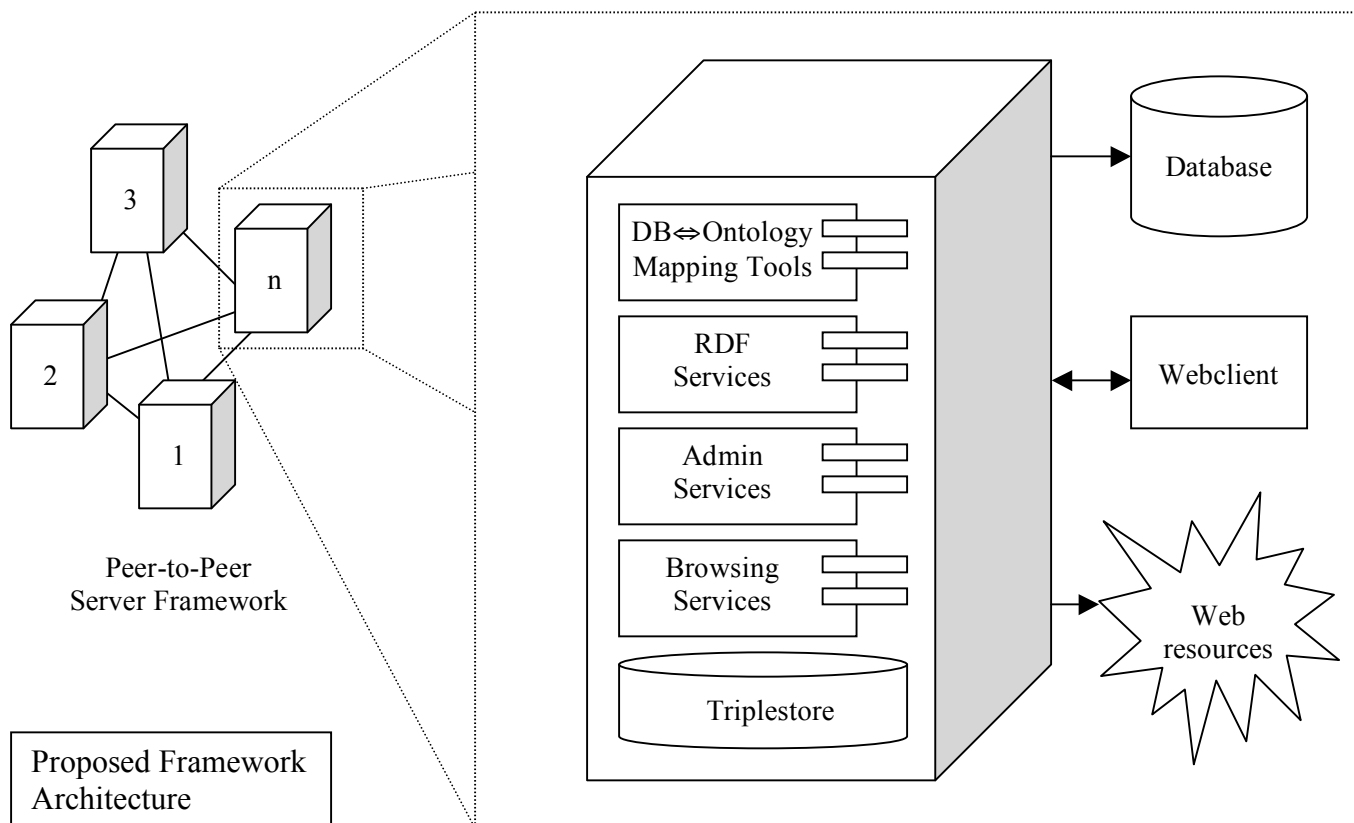 3
n
2
1
Peer-to-Peer
Server Framework
Proposed Framework
Architecture
DB⇔Ontology
Mapping Tools
RDF
Services
Admin
Services
Browsing
Services
Triplestore
Database
Webclient
Web
resources